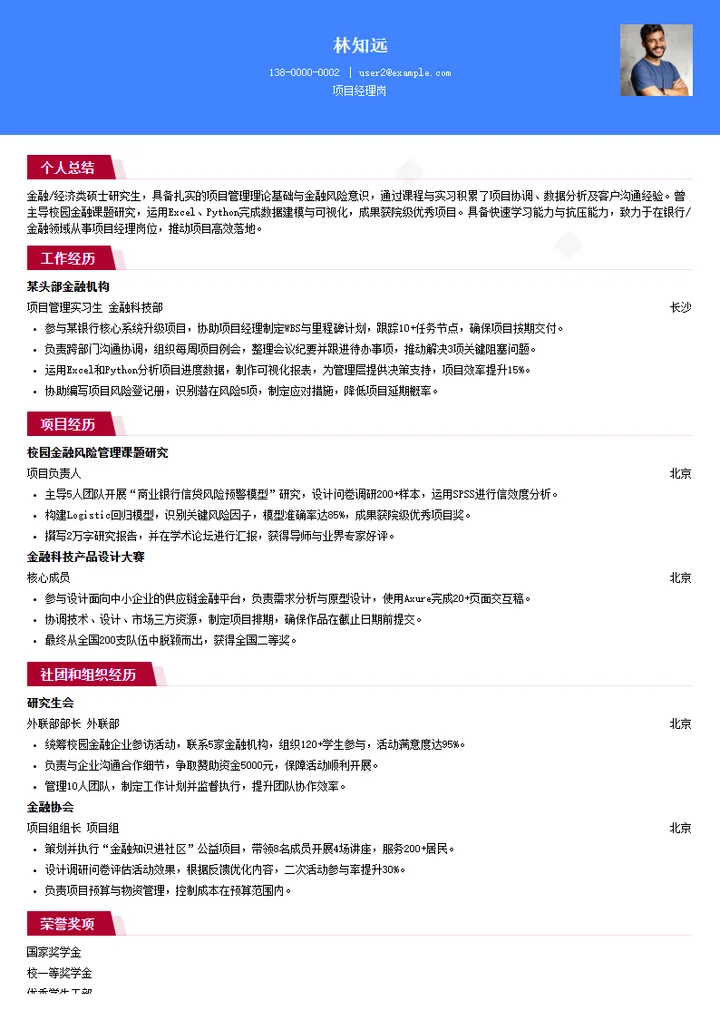 林知远
138-0000-0002 | user2@example.com
项目经理岗
个人总结
金融/经济类硕士研究生，具备扎实的项目管理理论基础与金融风险意识，通过课程与实习积累了项目协调、数据分析及客户沟通经验。曾
主导校园金融课题研究，运用Excel、Python完成数据建模与可视化，成果获院级优秀项目。具备快速学习能力与抗压能力，致力于在银行/
金融领域从事项目经理岗位，推动项目高效落地。
工作经历
某头部金融机构
项目管理实习生 金融科技部 长沙
• 参与某银行核心系统升级项目，协助项目经理制定WBS与里程碑计划，跟踪10+任务节点，确保项目按期交付。
• 负责跨部门沟通协调，组织每周项目例会，整理会议纪要并跟进待办事项，推动解决3项关键阻塞问题。
• 运用Excel和Python分析项目进度数据，制作可视化报表，为管理层提供决策支持，项目效率提升15%。
• 协助编写项目风险登记册，识别潜在风险5项，制定应对措施，降低项目延期概率。
项目经历
校园金融风险管理课题研究
项目负责人 北京
• 主导5人团队开展“商业银行信贷风险预警模型”研究，设计问卷调研200+样本，运用SPSS进行信效度分析。
• 构建Logistic回归模型，识别关键风险因子，模型准确率达85%，成果获院级优秀项目奖。
• 撰写2万字研究报告，并在学术论坛进行汇报，获得导师与业界专家好评。
金融科技产品设计大赛
核心成员 北京
• 参与设计面向中小企业的供应链金融平台，负责需求分析与原型设计，使用Axure完成20+页面交互稿。
• 协调技术、设计、市场三方资源，制定项目排期，确保作品在截止日期前提交。
• 最终从全国200支队伍中脱颖而出，获得全国二等奖。
社团和组织经历
研究生会
外联部部长 外联部 北京
• 统筹校园金融企业参访活动，联系5家金融机构，组织120+学生参与，活动满意度达95%。
• 负责与企业沟通合作细节，争取赞助资金5000元，保障活动顺利开展。
• 管理10人团队，制定工作计划并监督执行，提升团队协作效率。
金融协会
项目组组长 项目组 北京
• 策划并执行“金融知识进社区”公益项目，带领8名成员开展4场讲座，服务200+居民。
• 设计调研问卷评估活动效果，根据反馈优化内容，二次活动参与率提升30%。
• 负责项目预算与物资管理，控制成本在预算范围内。
荣誉奖项
国家奖学金
校一等奖学金
优秀学生干部